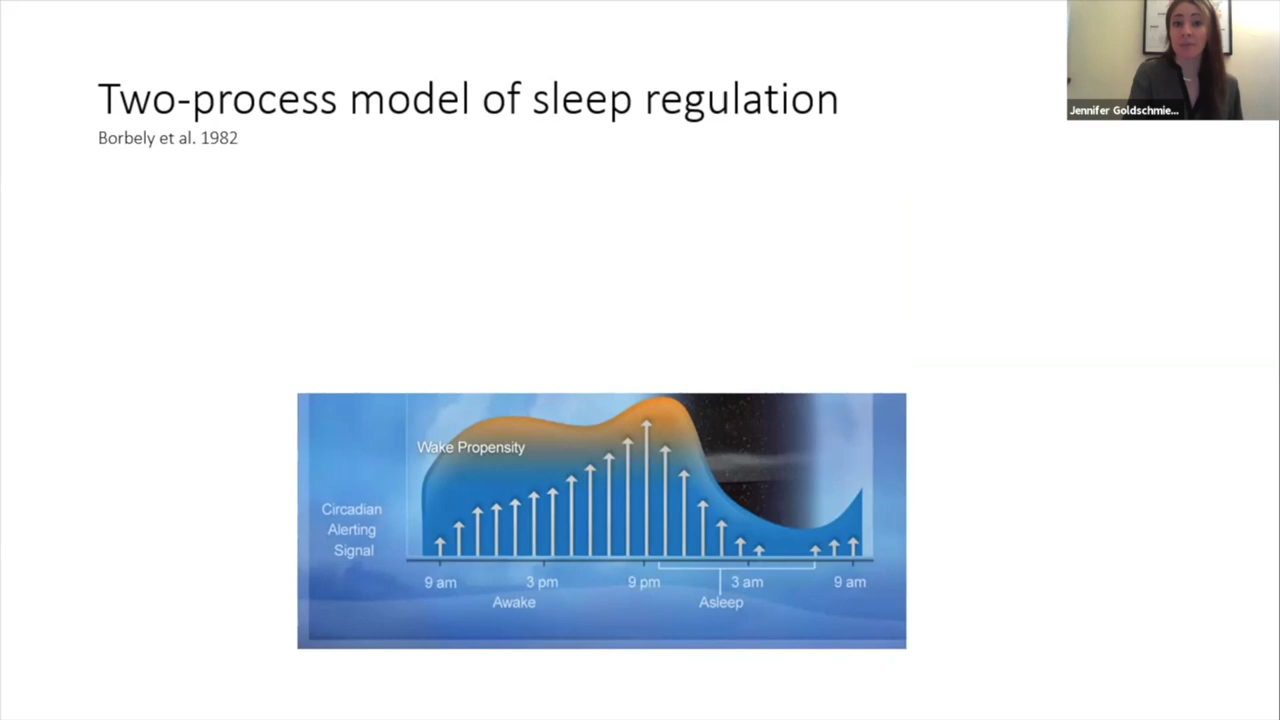 Two-process model of sleep regulation
Borbely et al. 1982
Jennifer Goldschmie...
Wake Propensity
Circadian
Alerting
Signal
9 am 3 pm 9 pm 3 am 9 am
Awake Asleep